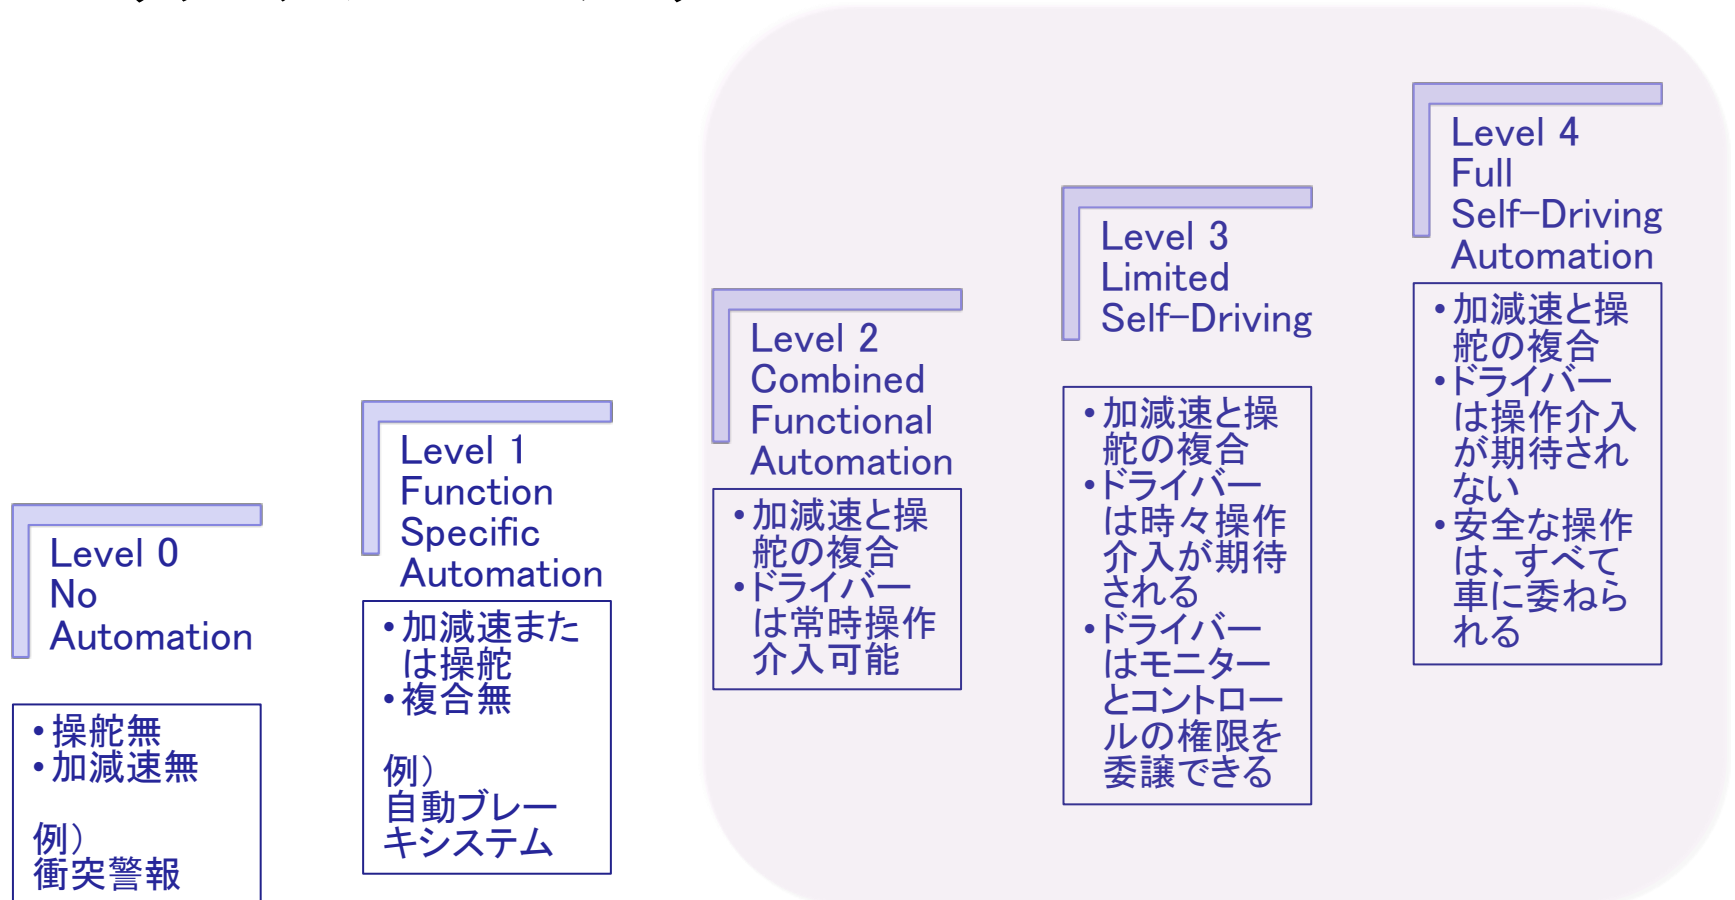 Level 0
No
Automation
•操舵無
•加減速無
例）
衝突警報
Level 1
Function
Specific
Automation
•加減速また
は操舵
•複合無
例）
自動ブレー
キシステム
Level 2
Combined
Functional
Automation
•加減速と操
舵の複合
•ドライバー
は常時操作
介入可能
Level 3
Limited
Self-Driving
•加減速と操
舵の複合
•ドライバー
は時々操作
介入が期待
される
•ドライバー
はモニター
とコントロー
ルの権限を
委譲できる
Level 4
Full
Self-Driving
Automation
•加減速と操
舵の複合
•ドライバー
は操作介入
が期待され
ない
•安全な操作
は、すべて
車に委ねら
れる